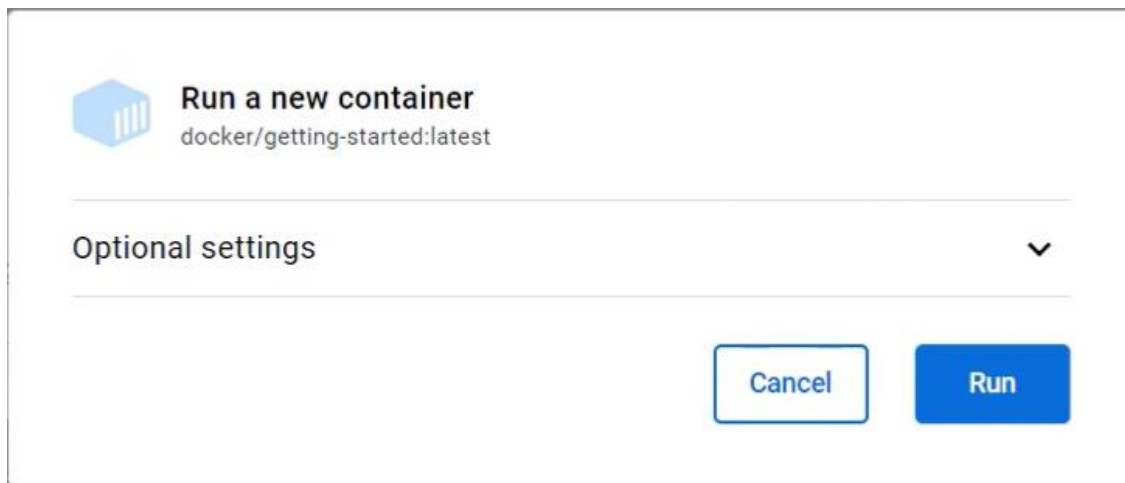 Run a new container
docker/getting-started:latest
Optional settings
Cancel Run